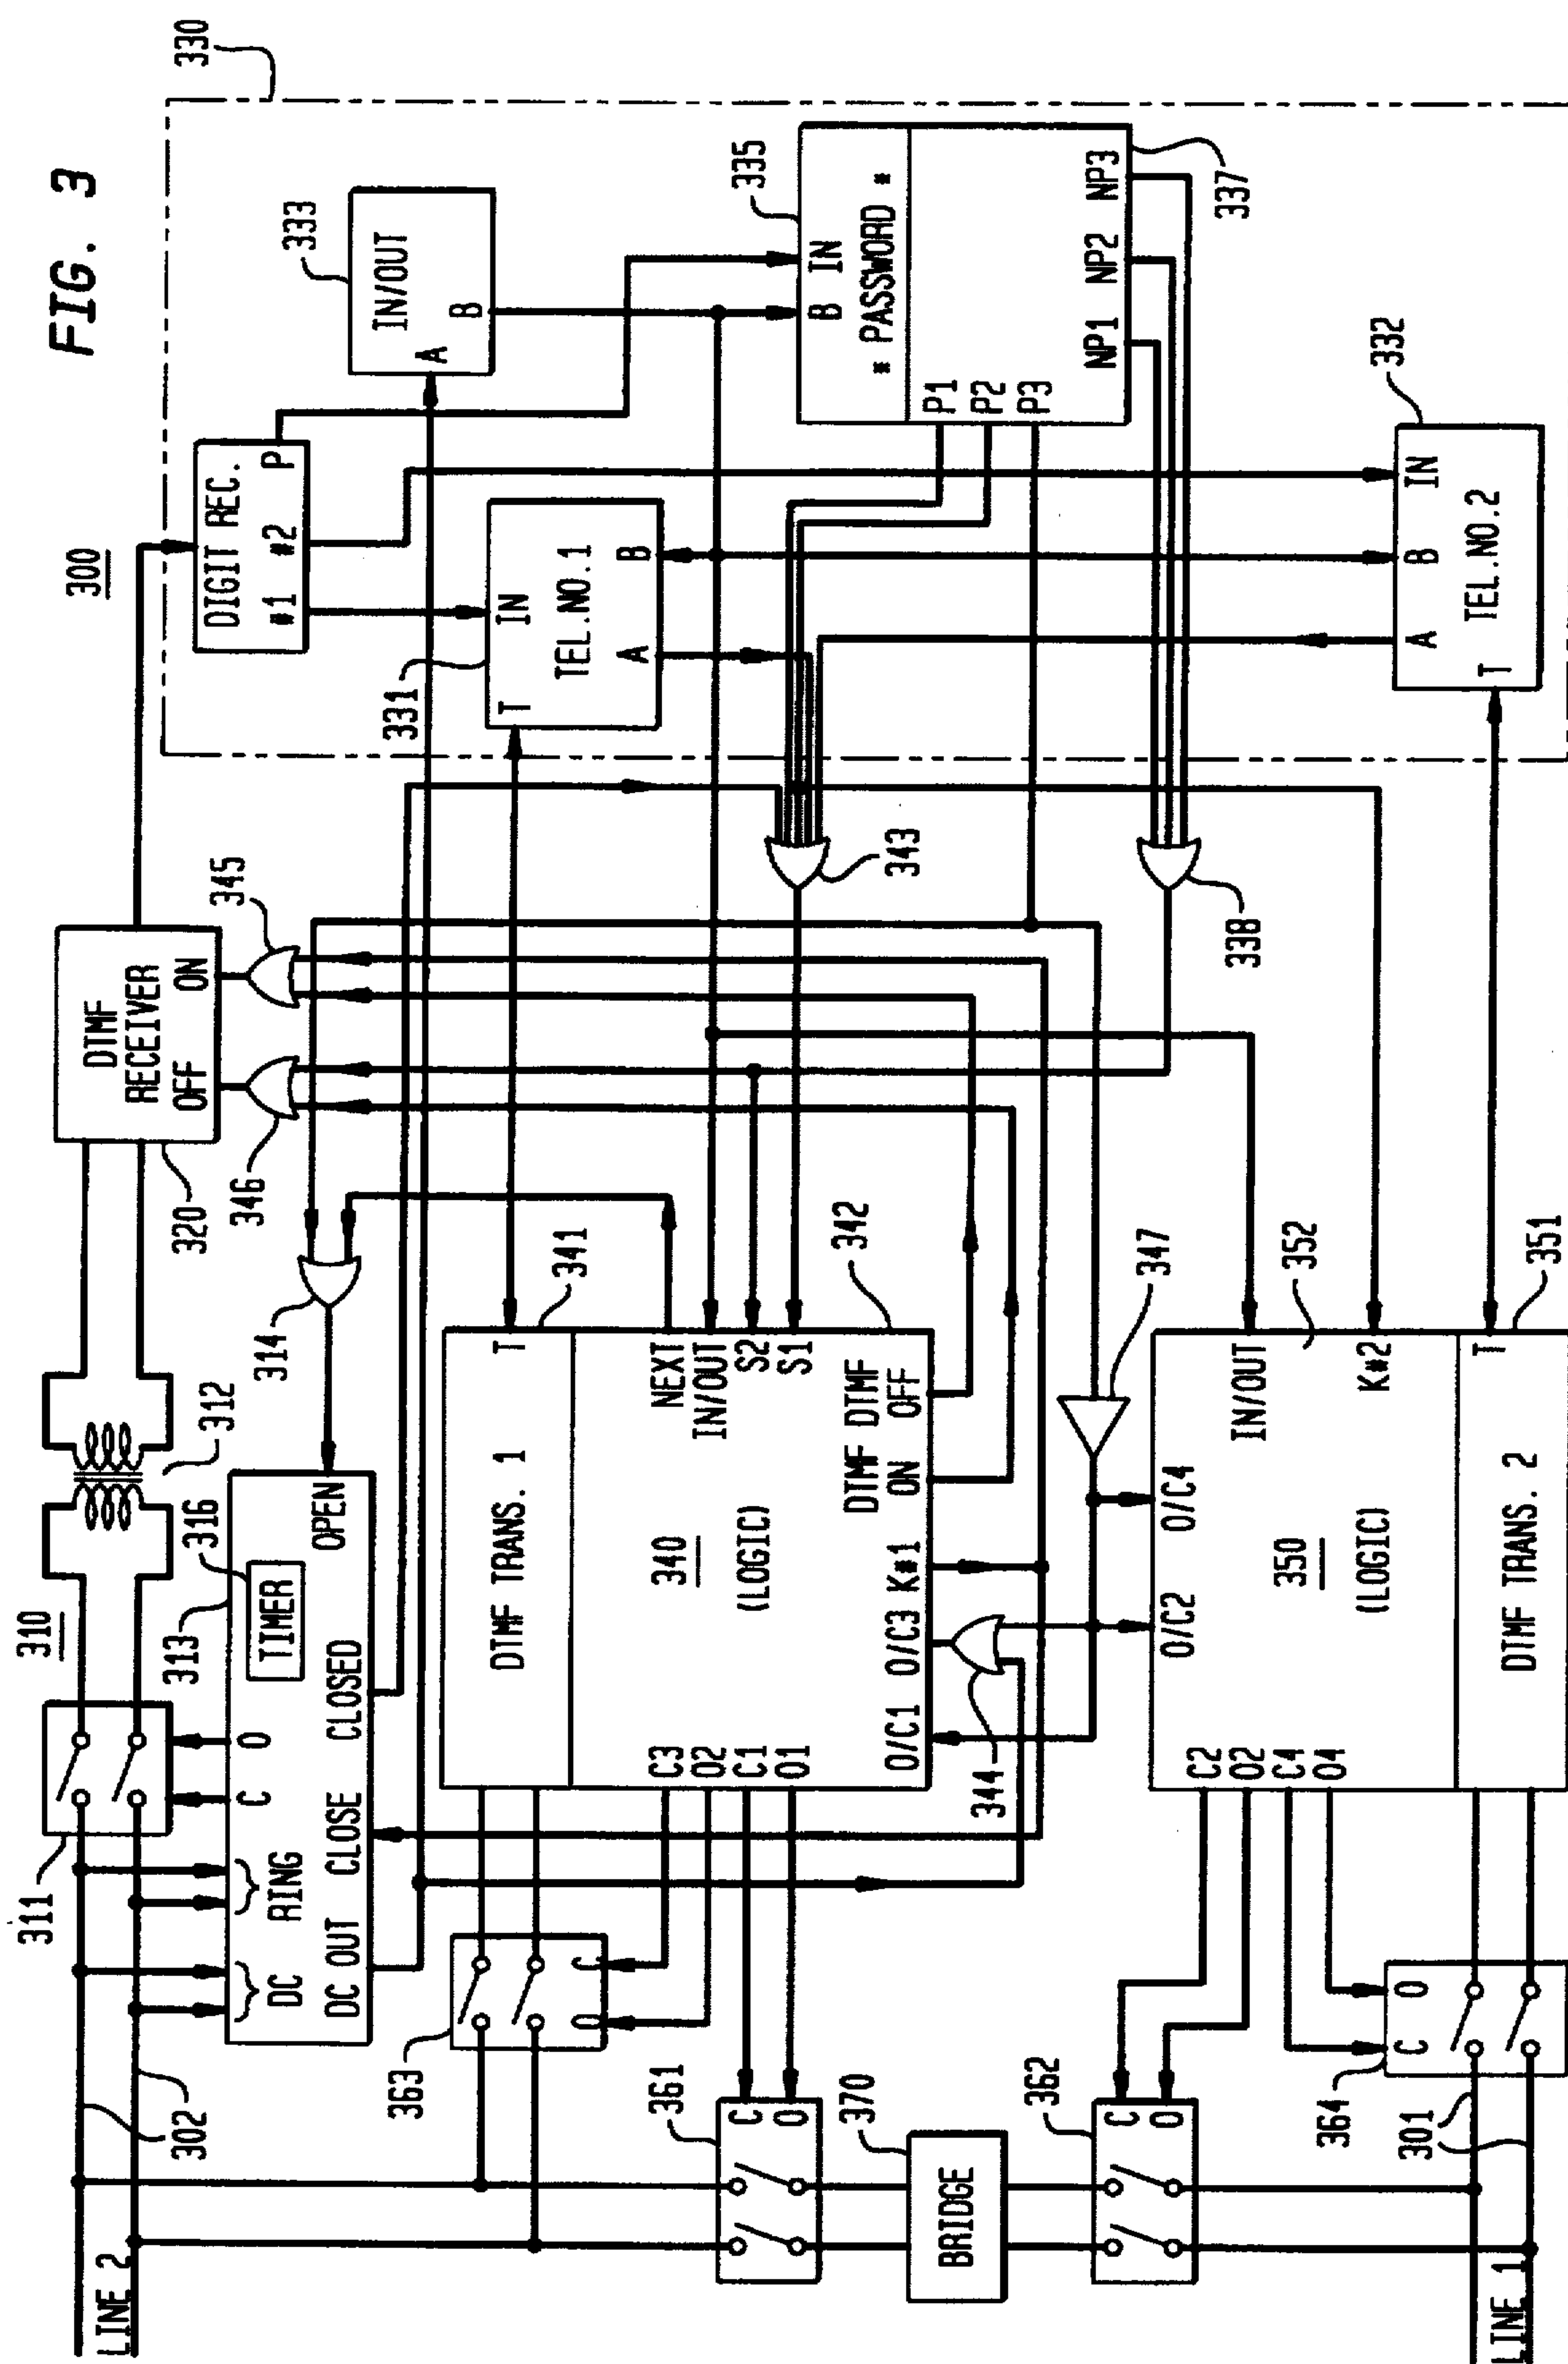 FIG. 3
300
330
LINE 2
302
311
310
312
313
316
TIMER
DC
RING
C
O
OPEN
DC OUT
CLOSE
CLOSED
314
320
346
345
DTMF
RECEIVER
OFF
ON
DIGIT REC.
#1
#2
P
333
IN/OUT
A
B
331
T
IN
TEL.NO.1
A
B
335
B
IN
* PASSWORD *
P1
P2
P3
NP1
NP2
NP3
337
332
IN
B
A
T
TEL.NO.2
343
338
341
T
DTMF TRANS. 1
342
340
(LOGIC)
NEXT
IN/OUT
S2
S1
C3
O2
C1
O1
O/C1
O/C3
K#1
DTMF
ON
DTMF
OFF
344
347
363
O
C
361
C
O
370
BRIDGE
362
C
O
O/C2
O/C4
352
350
(LOGIC)
IN/OUT
K#2
C2
O2
C4
O4
T
351
DTMF TRANS. 2
364
C
O
301
LINE 1